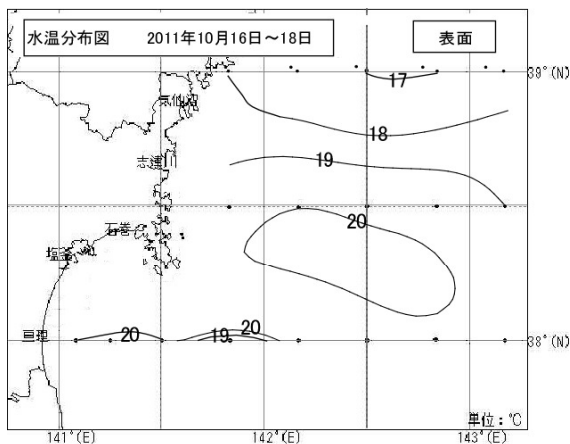 水温分布図 2011年10月16日～18日
表面
39°(N)
17
気仙沼
18
19
志津川
20
石巻
塩釜
亘理
20
19
20
38°(N)
単位：℃
141°(E)
142°(E)
143°(E)